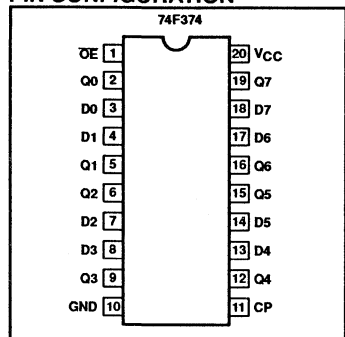 74F374
OE 1 20 VCC
Q0 2 19 Q7
D0 3 18 D7
D1 4 17 D6
Q1 5 16 Q6
Q2 6 15 Q5
D2 7 14 D5
D3 8 13 D4
Q3 9 12 Q4
GND 10 11 CP